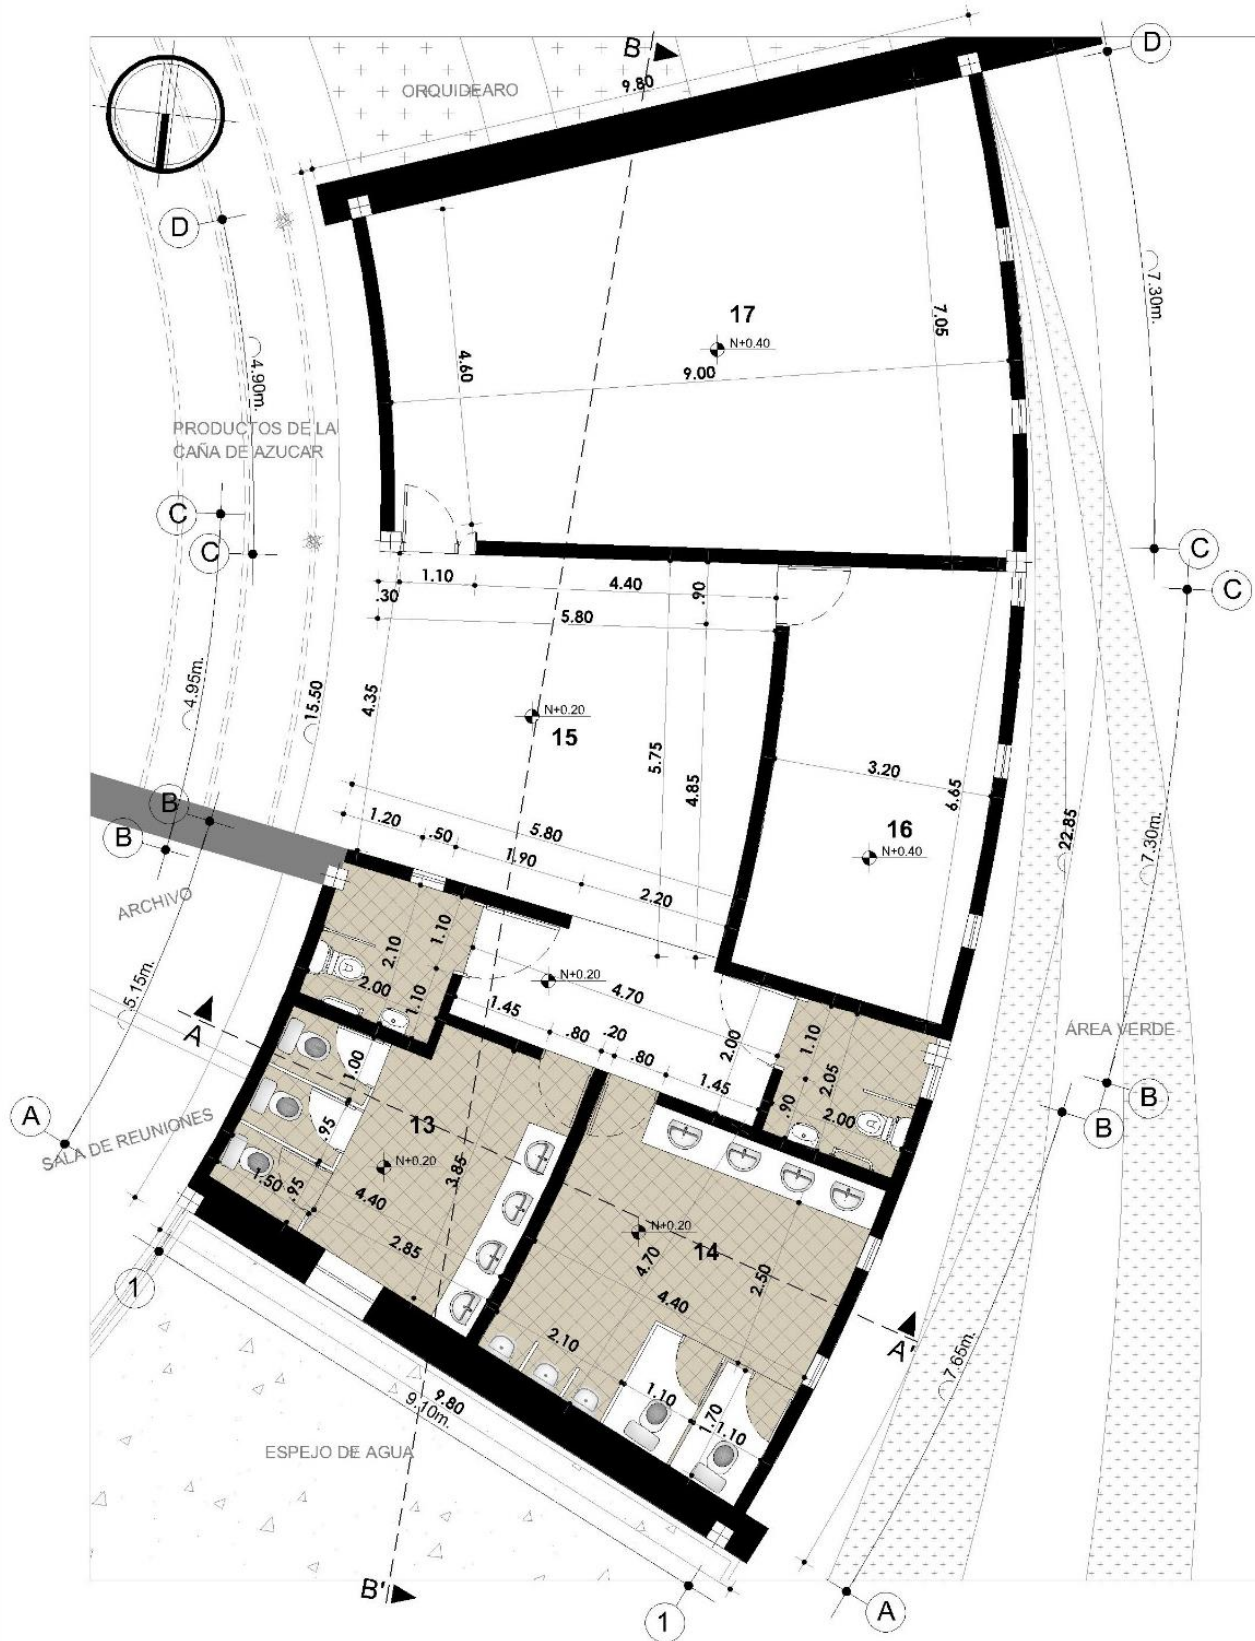 B
D
ORQUIDEARO
9.80
D
17
N+0.40
7.05
7.30m.
4.60
9.00
4.90m.
PRODUCTOS DE LA
CAÑA DE AZUCAR
C
C
C
C
1.10
4.40
.90
.30
5.80
4.95m.
15.50
4.35
N+0.20
15
5.75
4.85
3.20
6.65
16
N+0.40
22.85
7.30m.
B
B
1.20
.50
5.80
1.90
2.20
ARCHIVO
2.10
1.10
N+0.20
5.15m.
2.00
1.10
4.70
A
1.45
.80
.20
.80
2.00
1.10
ÁREA VERDE
1.00
1.45
2.05
B
B
A
SALA DE REUNIONES
.95
13
.90
2.00
N+0.20
3.85
1.50
.95
4.40
2.85
N+0.20
14
4.70
2.50
4.40
1
2.10
A'
7.65m.
1.10
1.70
1.10
9.80
9.10m.
ESPEJO DE AGUA
B'
1
A